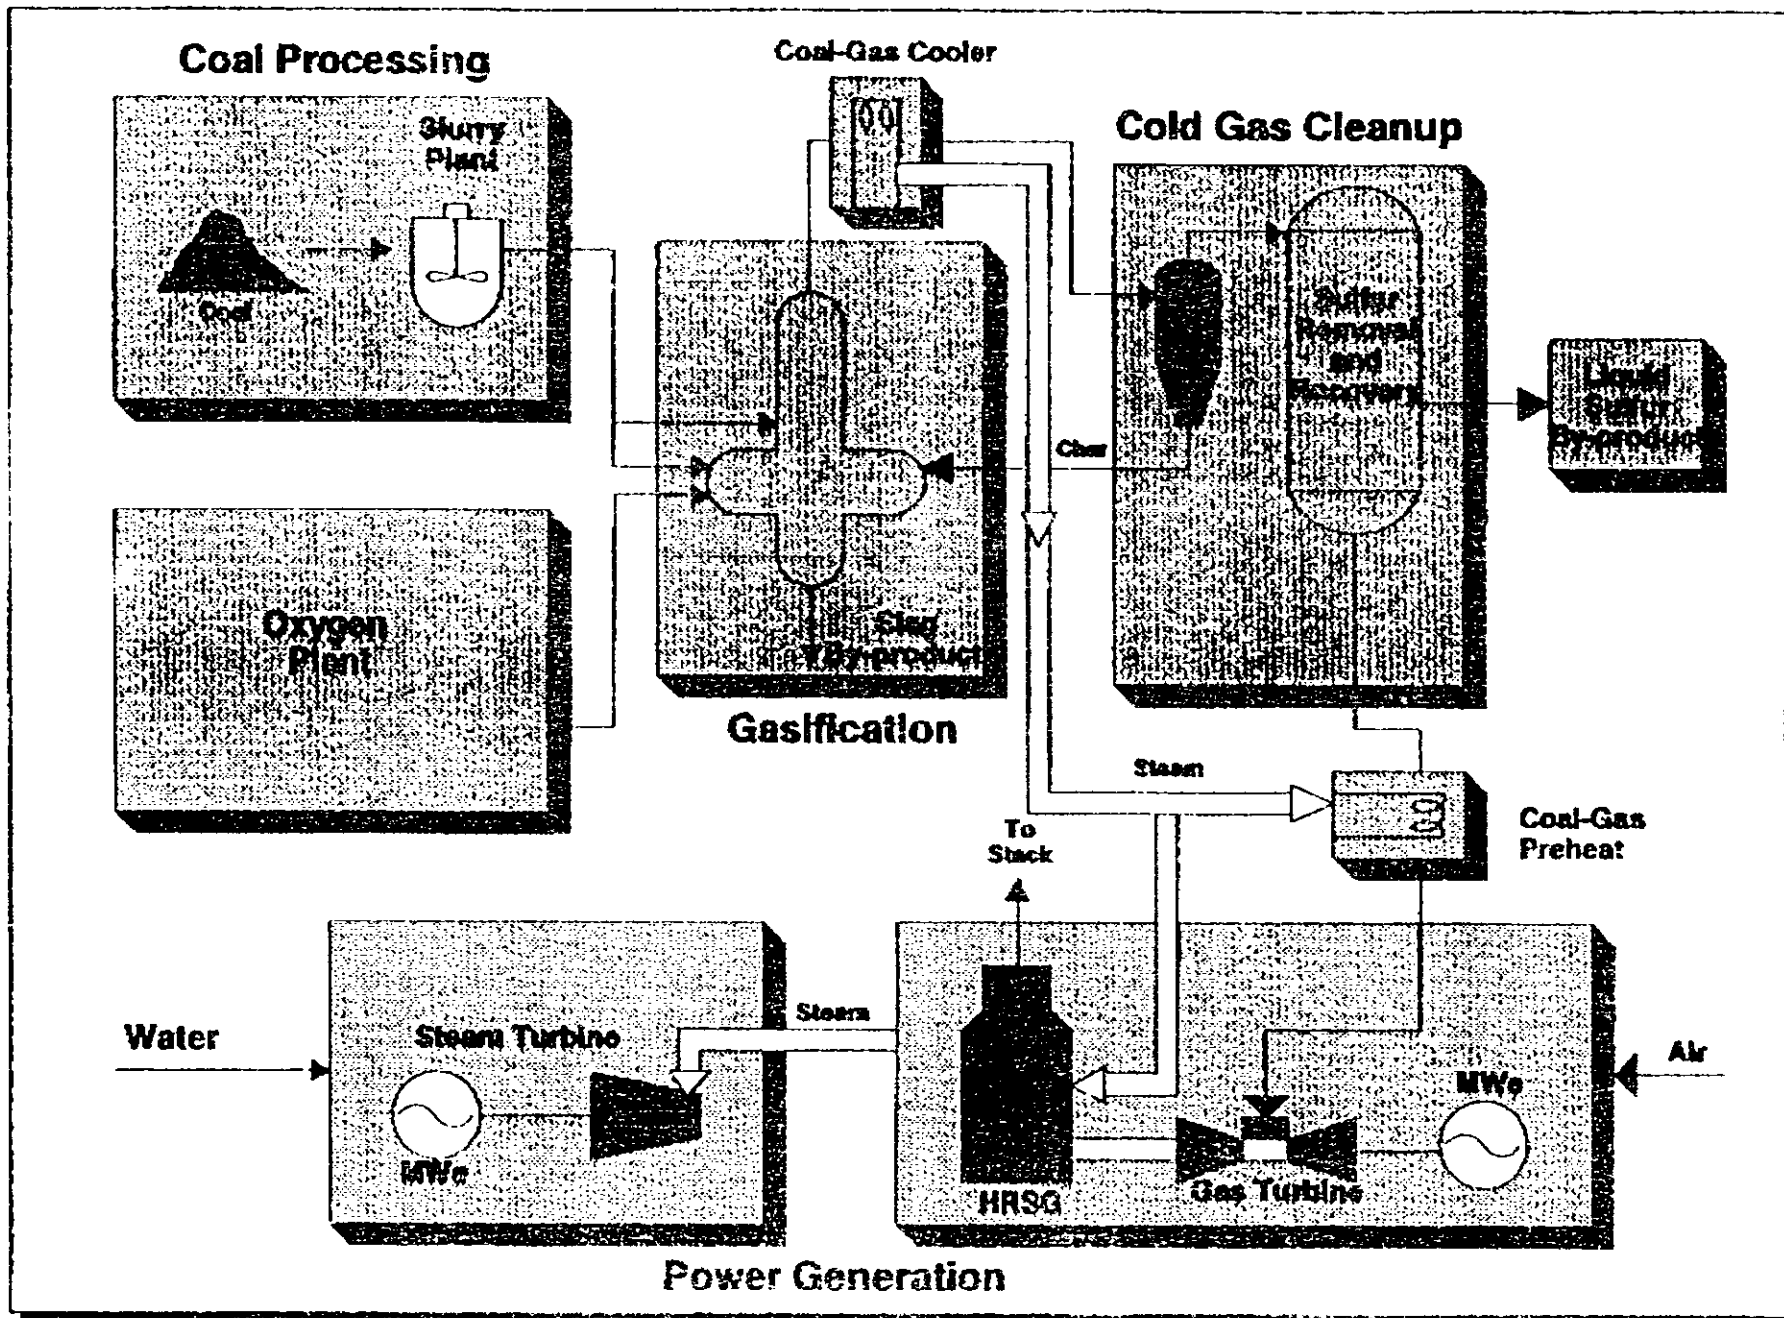 Coal Processing
Slurry
Plant
Coal
Coal-Gas Cooler
Cold Gas Cleanup
Sulfur
Removal
and
Recovery
Liquid
Sulfur
By-product
Char
Oxygen
Plant
Slag
By-product
Gasification
Steam
Coal-Gas
Preheat
To
Stack
Water
Steam Turbine
MWe
Steam
HRSG
Gas Turbine
MWe
Air
Power Generation